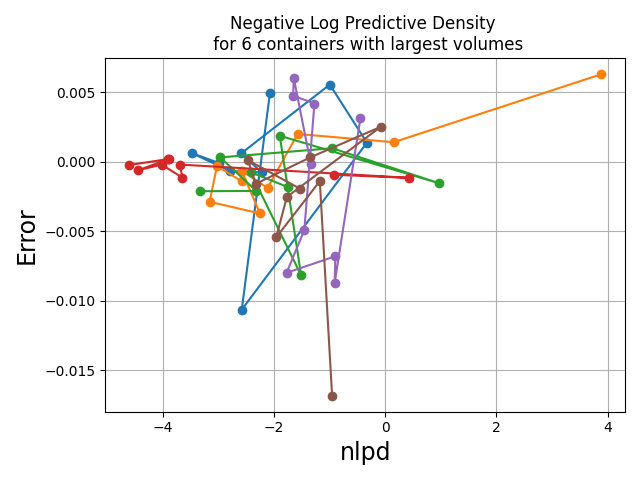 Negative Log Predictive Density
for 6 containers with largest volumes
0.005
0.000
−0.005
−0.010
−0.015
Error
−4
−2
0
2
4
nlpd